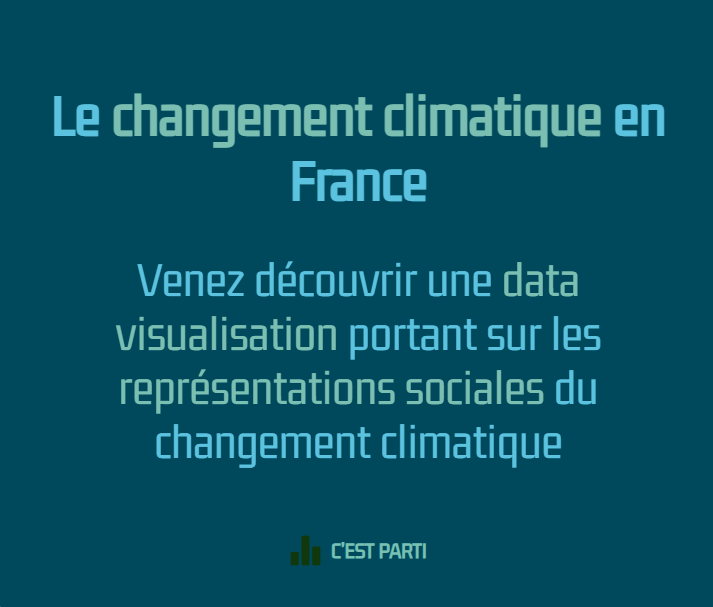 Le changement climatique en
France
Venez découvrir une data
visualisation portant sur les
représentations sociales du
changement climatique
C'EST PARTI